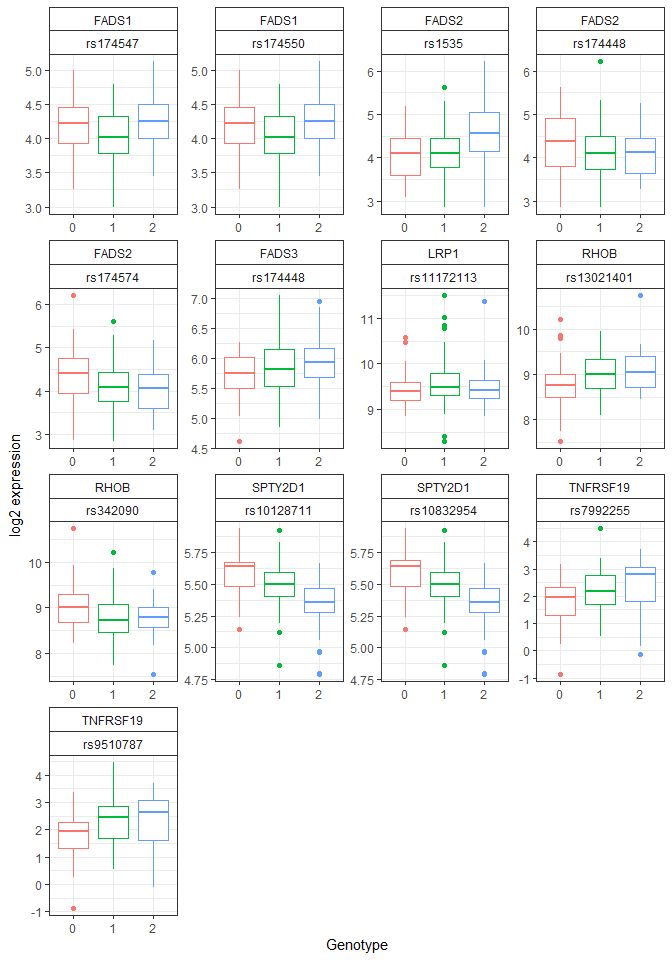 FADS1 FADS1 FADS2 FADS2
rs174547 rs174550 rs1535 rs174448
5.0 5.0 6 6
4.5 4.5 5 5
4.0 4.0 4 4
3.5 3.5 3 3
3.0 3.0
0 1 2 0 1 2 0 1 2 0 1 2
FADS2 FADS3 LRP1 RHOB
rs174574 rs174448 rs11172113 rs13021401
6 7.0 11 10
5 6.5 10 9
4 6.0 9 8
3 5.5
5.0
4.5
0 1 2 0 1 2 0 1 2 0 1 2
log2 expression
RHOB SPTY2D1 SPTY2D1 TNFRSF19
rs342090 rs10128711 rs10832954 rs7992255
10 5.75 5.75 4
9 5.50 5.50 3
8 5.25 5.25 2
5.00 5.00 1
4.75 4.75 0
-1
0 1 2 0 1 2 0 1 2 0 1 2
TNFRSF19
rs9510787
4
3
2
1
0
-1
0 1 2
Genotype